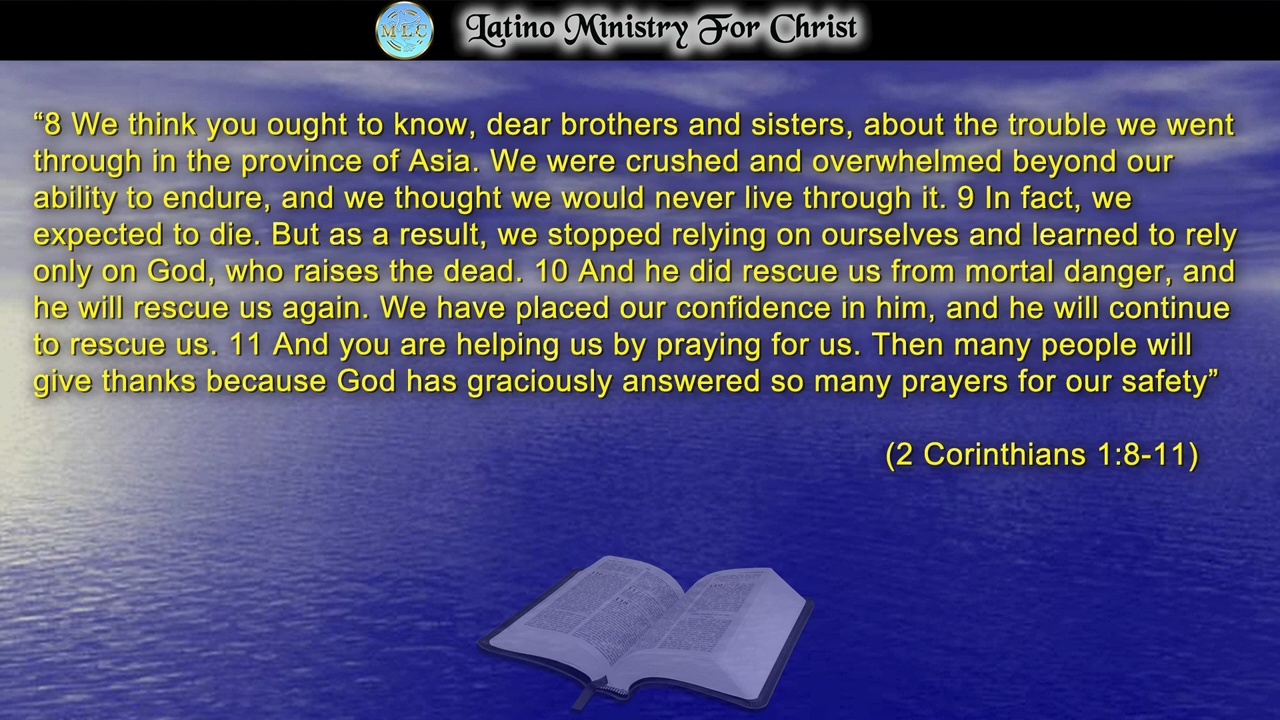 MLC
Latino Ministry For Christ
“8 We think you ought to know, dear brothers and sisters, about the trouble we went
through in the province of Asia. We were crushed and overwhelmed beyond our
ability to endure, and we thought we would never live through it. 9 In fact, we
expected to die. But as a result, we stopped relying on ourselves and learned to rely
only on God, who raises the dead. 10 And he did rescue us from mortal danger, and
he will rescue us again. We have placed our confidence in him, and he will continue
to rescue us. 11 And you are helping us by praying for us. Then many people will
give thanks because God has graciously answered so many prayers for our safety”
(2 Corinthians 1:8-11)